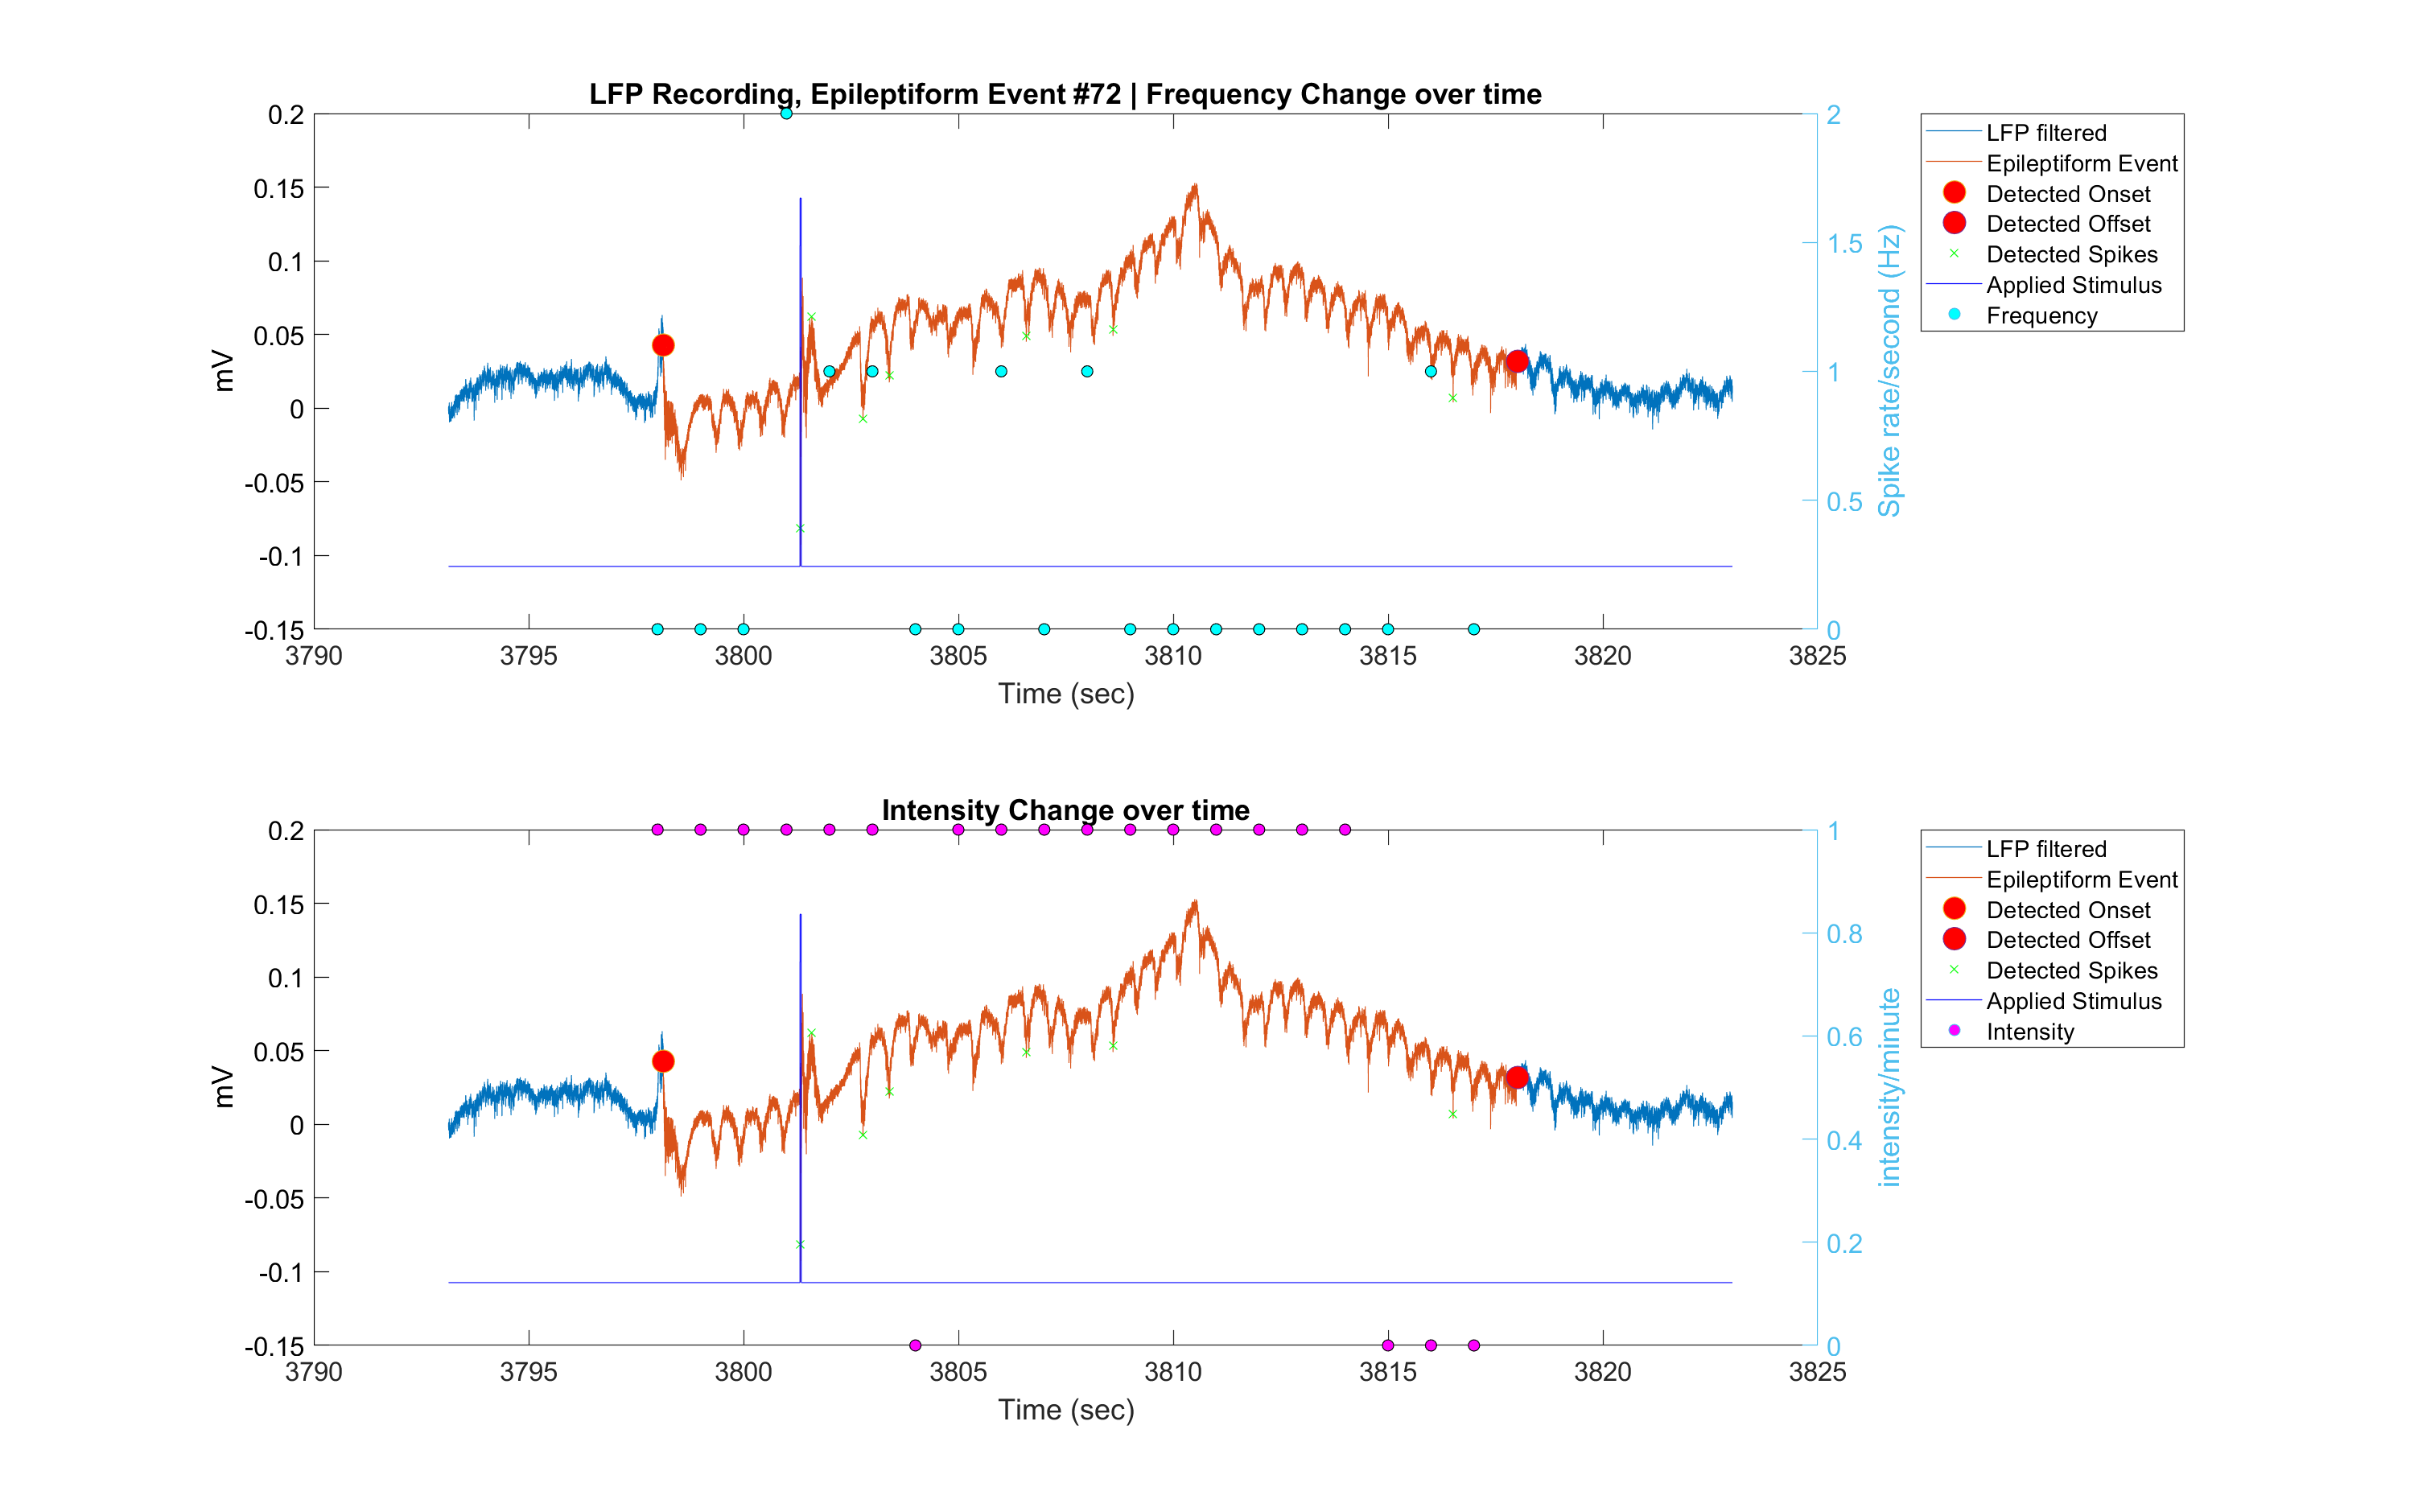 LFP Recording, Epileptiform Event #72 | Frequency Change over time
0.2
0.15
0.1
0.05
0
-0.05
-0.1
-0.15
mV
3790
3795
3800
3805
3810
3815
3820
3825
Time (sec)
2
1.5
1
0.5
0
Spike rate/second (Hz)
LFP filtered
Epileptiform Event
Detected Onset
Detected Offset
Detected Spikes
Applied Stimulus
Frequency
Intensity Change over time
0.2
0.15
0.1
0.05
0
-0.05
-0.1
-0.15
mV
3790
3795
3800
3805
3810
3815
3820
3825
Time (sec)
1
0.8
0.6
0.4
0.2
0
intensity/minute
LFP filtered
Epileptiform Event
Detected Onset
Detected Offset
Detected Spikes
Applied Stimulus
Intensity